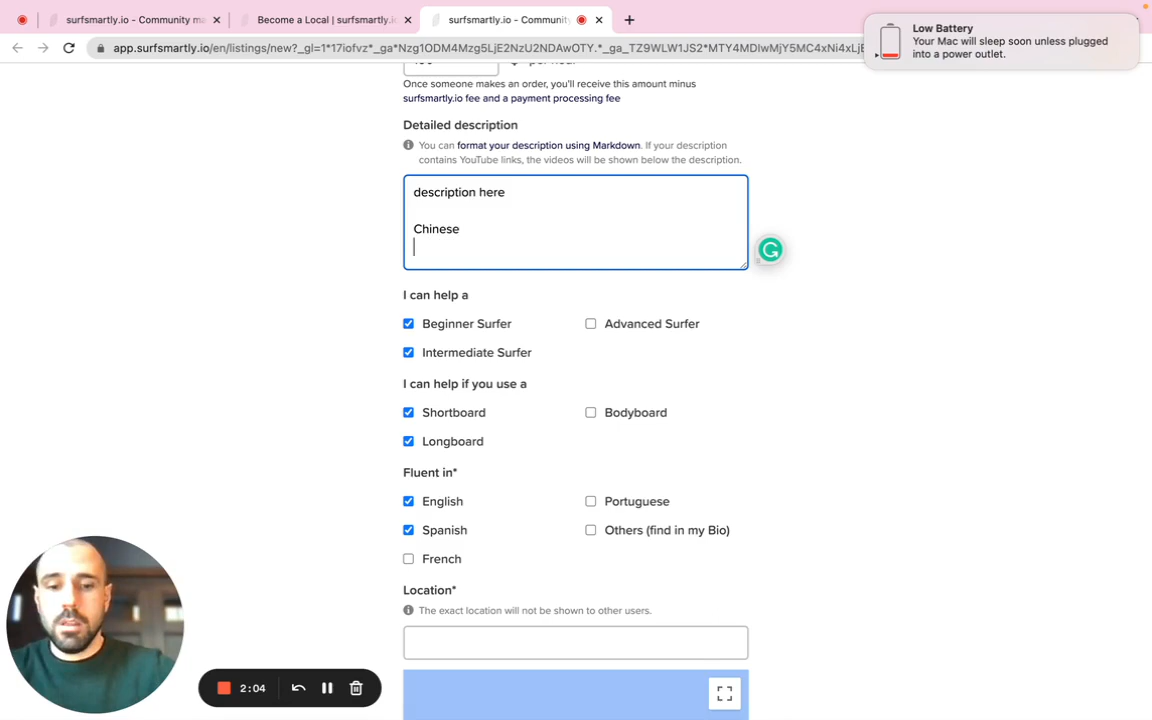 surfsmartly.io - Community ma
Become a Local | surfsmartly.io
surfsmartly.io - Community
app.surfsmartly.io/en/listings/new?_gl=1*17iofvz*_ga*Nzg1ODM4Mzg5LjE2NzU2NDAwOTY.*_ga_TZ9WLW1JS2*MTY4MDIwMjY5MC4xNi4xLjE
Low Battery
Your Mac will sleep soon unless plugged
into a power outlet.
Once someone makes an order, you'll receive this amount minus
surfsmartly.io fee and a payment processing fee
Detailed description
You can format your description using Markdown. If your description
contains YouTube links, the videos will be shown below the description.
description here
Chinese
I can help a
Beginner Surfer
Advanced Surfer
Intermediate Surfer
I can help if you use a
Shortboard
Bodyboard
Longboard
Fluent in*
English
Portuguese
Spanish
Others (find in my Bio)
French
Location*
The exact location will not be shown to other users.
2:04